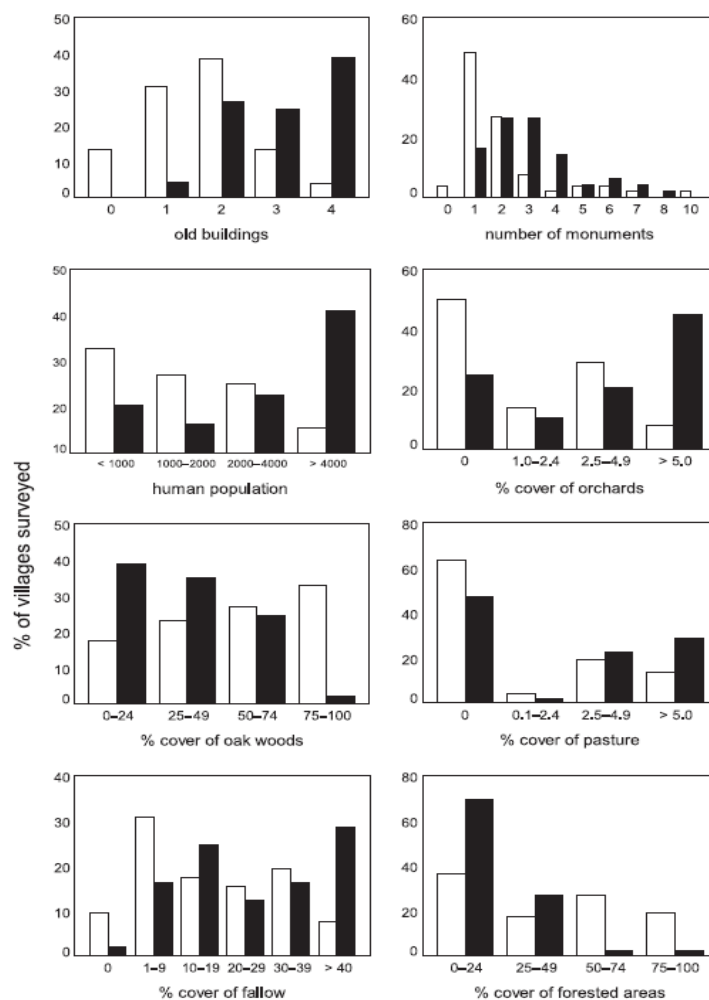 % of villages surveyed
50
40
30
20
10
0
0 1 2 3 4
old buildings
60
40
20
0
0 1 2 3 4 5 6 7 8 10
number of monuments
50
40
30
20
10
< 1000 1000–2000 2000–4000 > 4000
human population
60
40
20
0
0 1.0–2.4 2.5–4.9 > 5.0
% cover of orchards
50
40
30
20
10
0
0–24 25–49 50–74 75–100
% cover of oak woods
80
60
40
20
0
0 0.1–2.4 2.5–4.9 > 5.0
% cover of pasture
40
30
20
10
0
0 1–9 10–19 20–29 30–39 > 40
% cover of fallow
80
60
40
20
0
0–24 25–49 50–74 75–100
% cover of forested areas